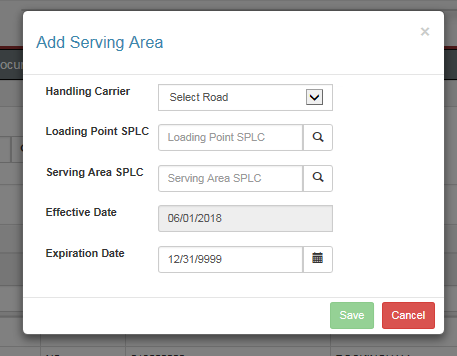 Add Serving Area
×
Handling Carrier
Select Road
Loading Point SPLC
Loading Point SPLC
Serving Area SPLC
Serving Area SPLC
Effective Date
06/01/2018
Expiration Date
12/31/9999
Save
Cancel